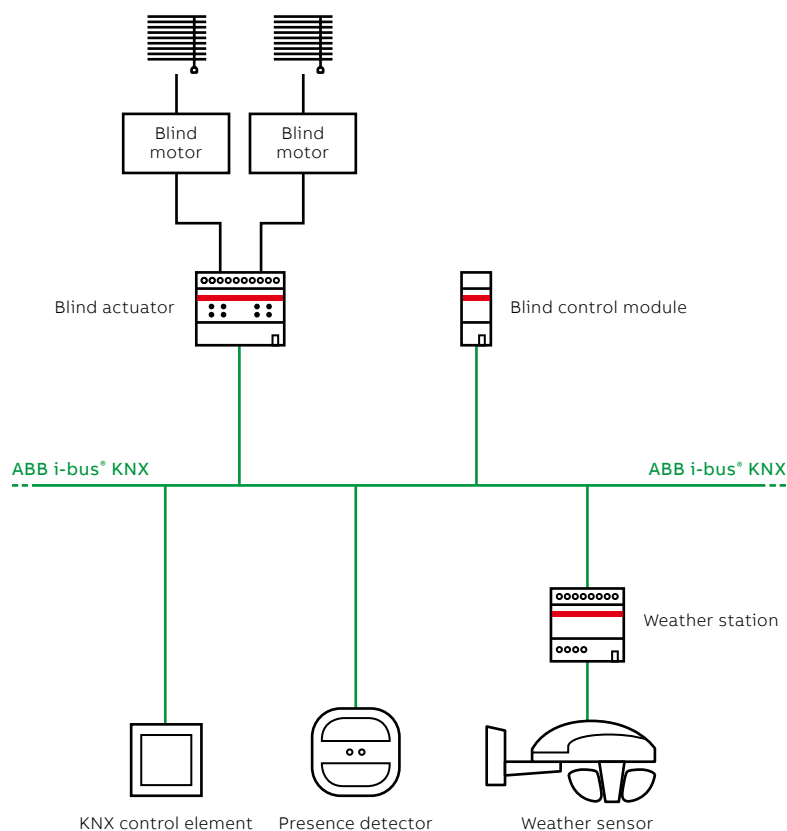 Blind
motor
Blind
motor
Blind actuator
Blind control module
ABB i-bus® KNX
ABB i-bus® KNX
Weather station
KNX control element
Presence detector
Weather sensor